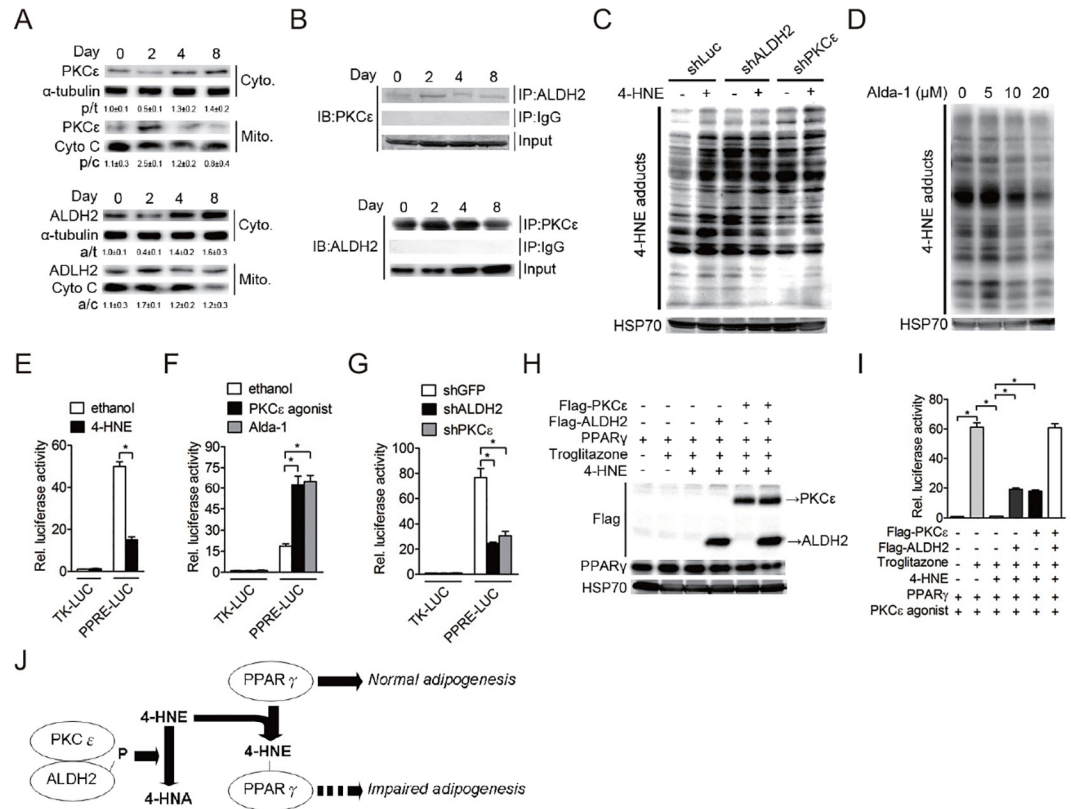 A
Day 0 2 4 8
PKCε Cyto.
α-tubulin
p/t 1.0±0.1 0.5±0.1 1.3±0.2 1.4±0.2
PKCε Mito.
Cyto C
p/c 1.1±0.3 2.5±0.1 1.2±0.2 0.8±0.4
Day 0 2 4 8
ALDH2 Cyto.
α-tubulin
a/t 1.0±0.1 0.4±0.1 1.4±0.2 1.6±0.3
ADLH2 Mito.
Cyto C
a/c 1.1±0.3 1.7±0.1 1.2±0.2 1.2±0.3
B
Day 0 2 4 8
IB:PKCε
IP:ALDH2
IP:IgG
Input
Day 0 2 4 8
IB:ALDH2
IP:PKCε
IP:IgG
Input
C
shLuc shALDH2 shPKCε
4-HNE - + - + - +
4-HNE adducts
HSP70
D
Alda-1 (μM) 0 5 10 20
4-HNE adducts
HSP70
E
ethanol
4-HNE
Rel. luciferase activity
60
40
20
0
*
TK-LUC
PPRE-LUC
F
ethanol
PKCε agonist
Alda-1
Rel. luciferase activity
90
75
60
45
30
15
0
*
*
TK-LUC
PPRE-LUC
G
shGFP
shALDH2
shPKCε
Rel. luciferase activity
100
80
60
40
20
0
*
*
TK-LUC
PPRE-LUC
H
Flag-PKCε - - - - + +
Flag-ALDH2 - - - + - +
PPARγ + + + + + +
Troglitazone - + + + + +
4-HNE - - + + + +
Flag
→PKCε
→ALDH2
PPARγ
HSP70
I
Rel. luciferase activity
80
60
40
20
0
* * * *
Flag-PKCε - - - - + +
Flag-ALDH2 - - - + - +
Troglitazone - + + + + +
4-HNE - - + + + +
PPARγ + + + + + +
PKCε agonist + + + + + +
J
PKC ε
ALDH2
P
4-HNE
4-HNA
PPAR γ
Normal adipogenesis
4-HNE
PPAR γ
Impaired adipogenesis